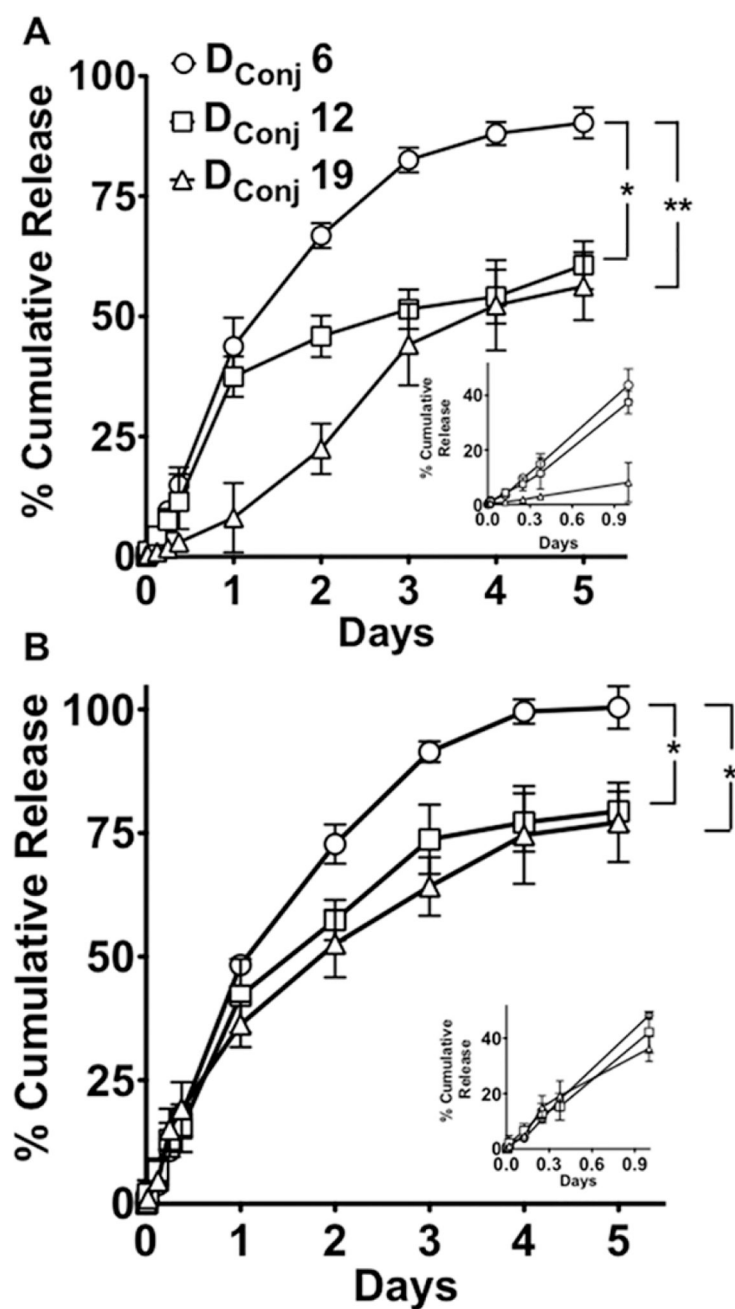 A
% Cumulative Release
100
75
50
25
0
D_Conj 6
D_Conj 12
D_Conj 19
*
**
% Cumulative
Release
40
20
0
0.0 0.3 0.6 0.9
Days
0 1 2 3 4 5
Days
B
% Cumulative Release
100
75
50
25
0
*
*
% Cumulative
Release
40
20
0
0.0 0.3 0.6 0.9
Days
0 1 2 3 4 5
Days